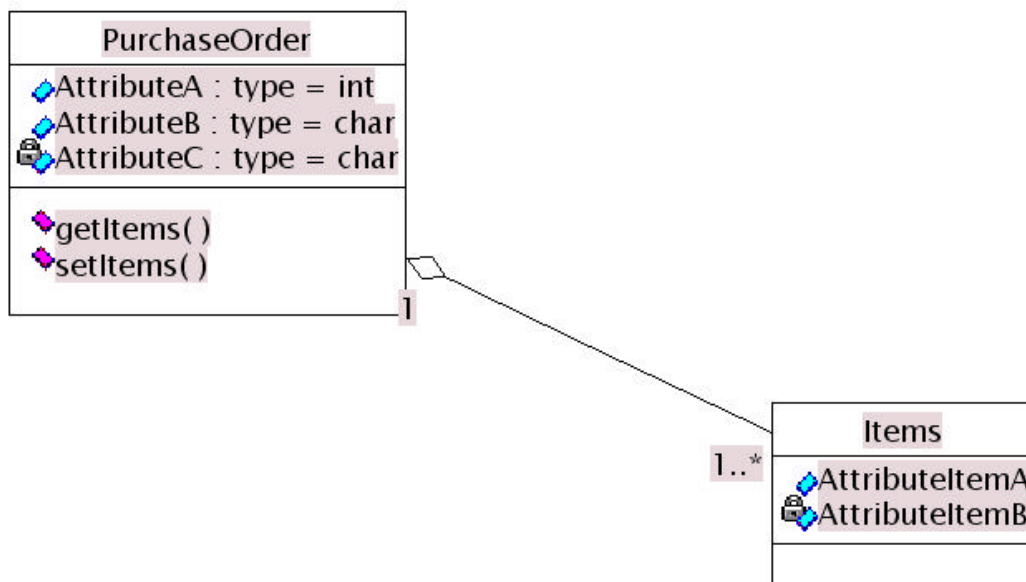 PurchaseOrder
AttributeA : type = int
AttributeB : type = char
AttributeC : type = char
getItems( )
setItems( )
1
1..*
Items
AttributeItemA
AttributeItemB